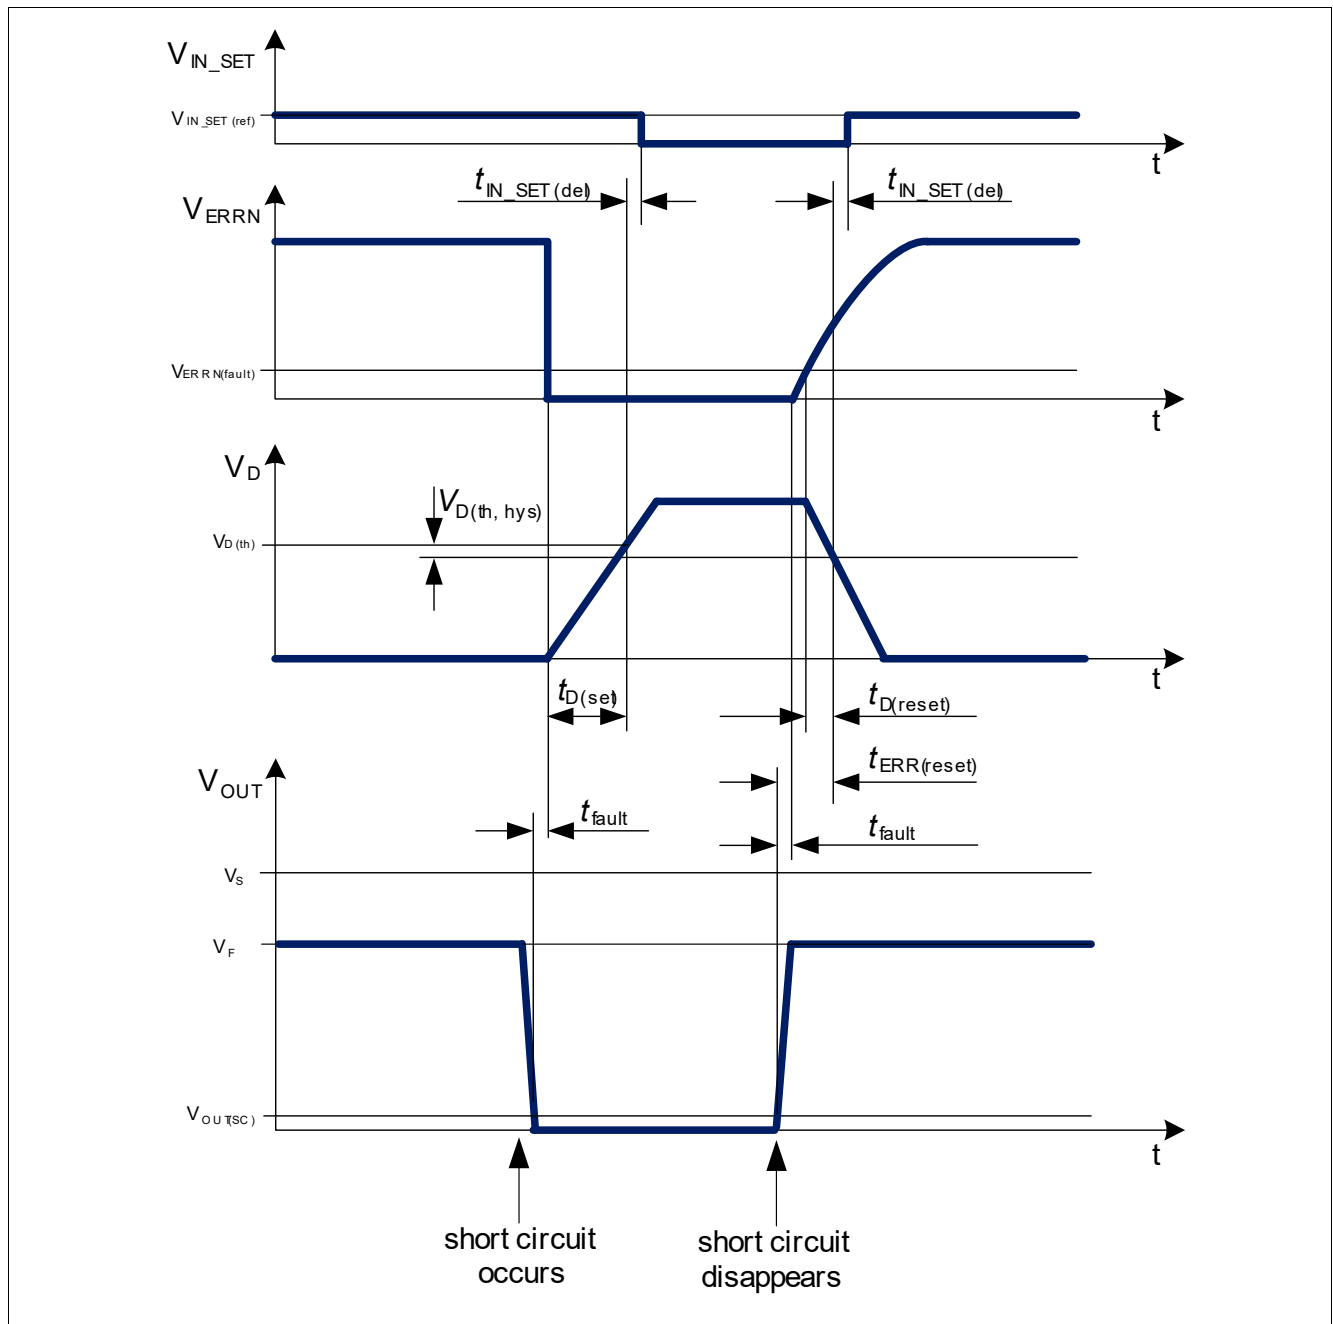 VIN_SET
VIN_SET(ref)
t
tIN_SET(del)
tIN_SET(del)
VERRN
VERRN(fault)
t
VD
VD(th, hys)
VD(th)
t
tD(set)
tD(reset)
tERR(reset)
VOUT
tfault
tfault
VS
VF
VOUT(SC)
t
short circuit
occurs
short circuit
disappears